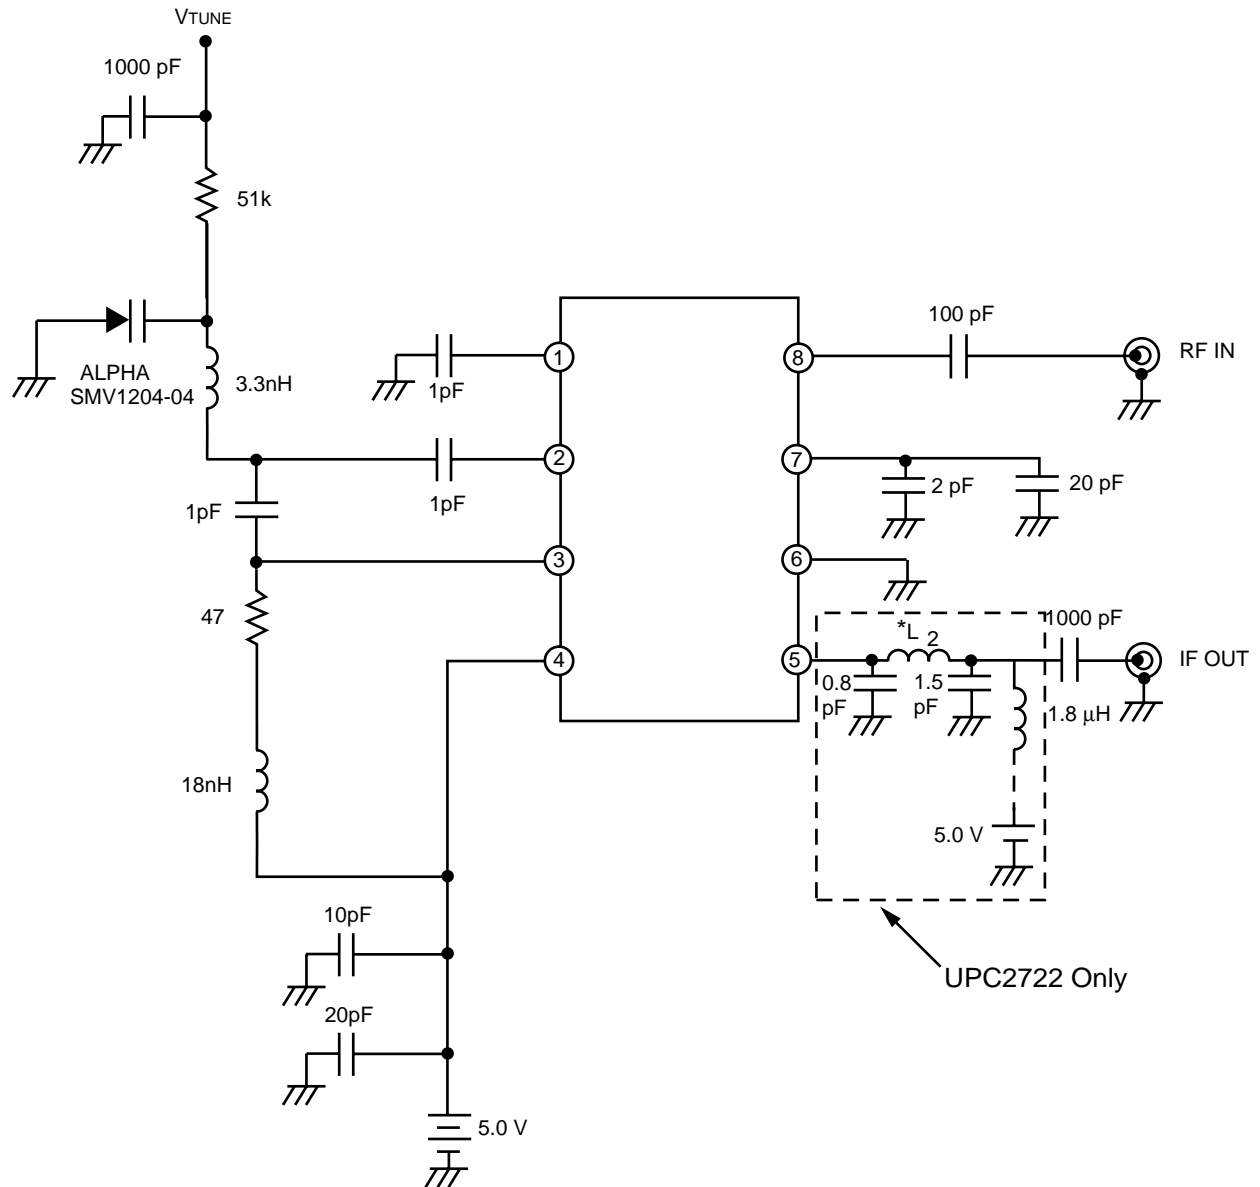 VTUNE
1000 pF
51k
ALPHA
SMV1204-04
3.3nH
1pF
1
8
100 pF
RF IN
2
1pF
7
2 pF
20 pF
1pF
3
6
47
4
5
*L2
0.8
pF
1.5
pF
1000 pF
IF OUT
1.8 µH
18nH
5.0 V
10pF
UPC2722 Only
20pF
5.0 V